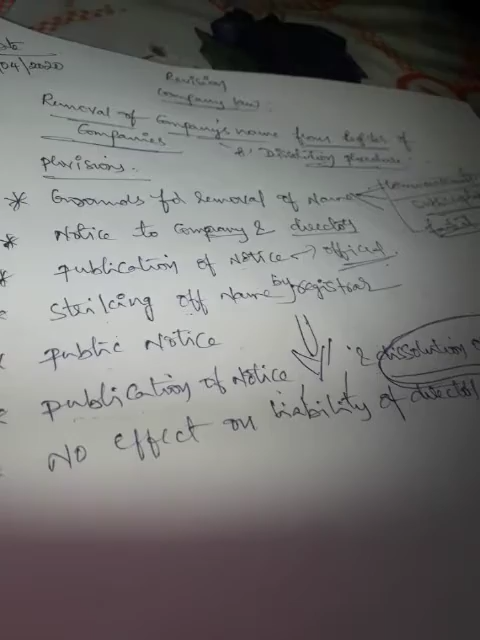 /04/2020
Revision
Company law
Removal of Company's name from Register of
Companies & Dissolution procedure
provisions.
* Grounds for Removal of Name
* Notice to Company & directors
* publication of Notice → official
striking off Name by registrar
public Notice
publication of Notice & dissolution
No effect on liability of director